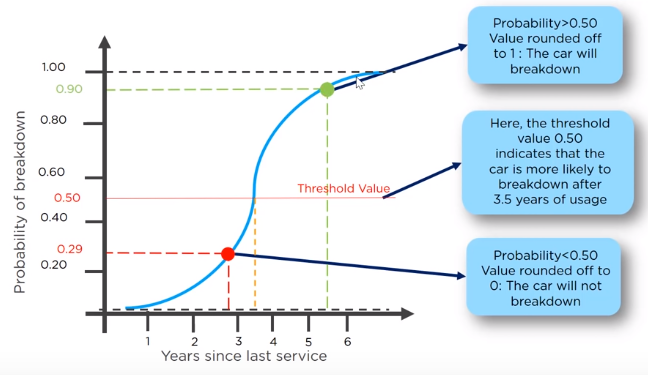 Probability>0.50
Value rounded off
to 1 : The car will
breakdown
1.00
0.90
0.80
0.60
0.50
0.40
0.29
0.20
Probability of breakdown
Threshold Value
Here, the threshold
value 0.50
indicates that the
car is more likely to
breakdown after
3.5 years of usage
Probability<0.50
Value rounded off to
0: The car will not
breakdown
1 2 3 4 5 6
Years since last service